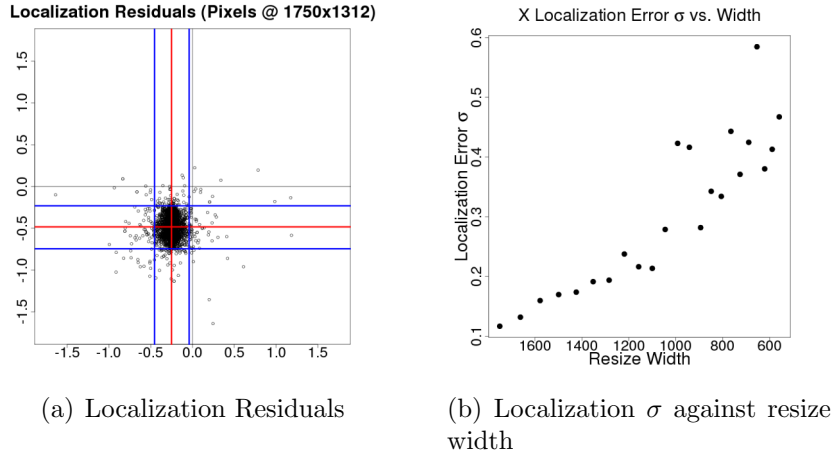 Localization Residuals (Pixels @ 1750x1312)
1.5
1.0
0.5
0.0
-0.5
-1.0
-1.5
-1.5 -1.0 -0.5 0.0 0.5 1.0 1.5
(a) Localization Residuals
X Localization Error σ vs. Width
Localization Error σ
0.6
0.5
0.4
0.3
0.2
0.1
1600 1400 1200 1000 800 600
Resize Width
(b) Localization σ against resize
width